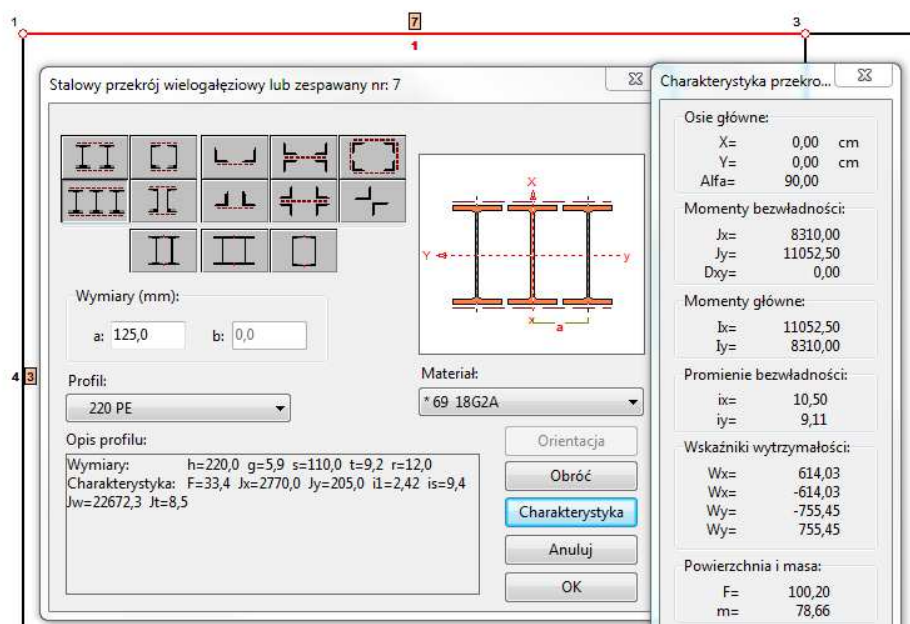 1
7
3
1
Stalowy przekrój wielogałęziowy lub zespawany nr: 7
X
Y
y
x
a
Wymiary (mm):
a: 125,0
b: 0,0
4 3
Profil:
220 PE
Materiał:
* 69 18G2A
Opis profilu:
Wymiary: h=220,0 g=5,9 s=110,0 t=9,2 r=12,0
Charakterystyka: F=33,4 Jx=2770,0 Jy=205,0 i1=2,42 is=9,4
Jw=22672,3 Jt=8,5
Orientacja
Obróć
Charakterystyka
Anuluj
OK
Charakterystyka przekro...
Osie główne:
X= 0,00 cm
Y= 0,00 cm
Alfa= 90,00
Momenty bezwładności:
Jx= 8310,00
Jy= 11052,50
Dxy= 0,00
Momenty główne:
Ix= 11052,50
Iy= 8310,00
Promienie bezwładności:
ix= 10,50
iy= 9,11
Wskaźniki wytrzymałości:
Wx= 614,03
Wx= -614,03
Wy= -755,45
Wy= 755,45
Powierzchnia i masa:
F= 100,20
m= 78,66